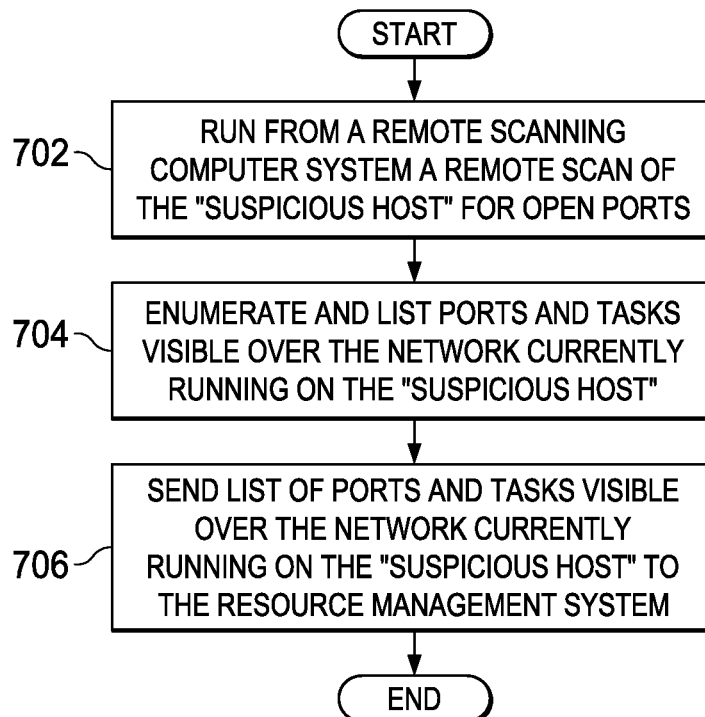 START
702
RUN FROM A REMOTE SCANNING
COMPUTER SYSTEM A REMOTE SCAN OF
THE "SUSPICIOUS HOST" FOR OPEN PORTS
704
ENUMERATE AND LIST PORTS AND TASKS
VISIBLE OVER THE NETWORK CURRENTLY
RUNNING ON THE "SUSPICIOUS HOST"
706
SEND LIST OF PORTS AND TASKS VISIBLE
OVER THE NETWORK CURRENTLY
RUNNING ON THE "SUSPICIOUS HOST" TO
THE RESOURCE MANAGEMENT SYSTEM
END